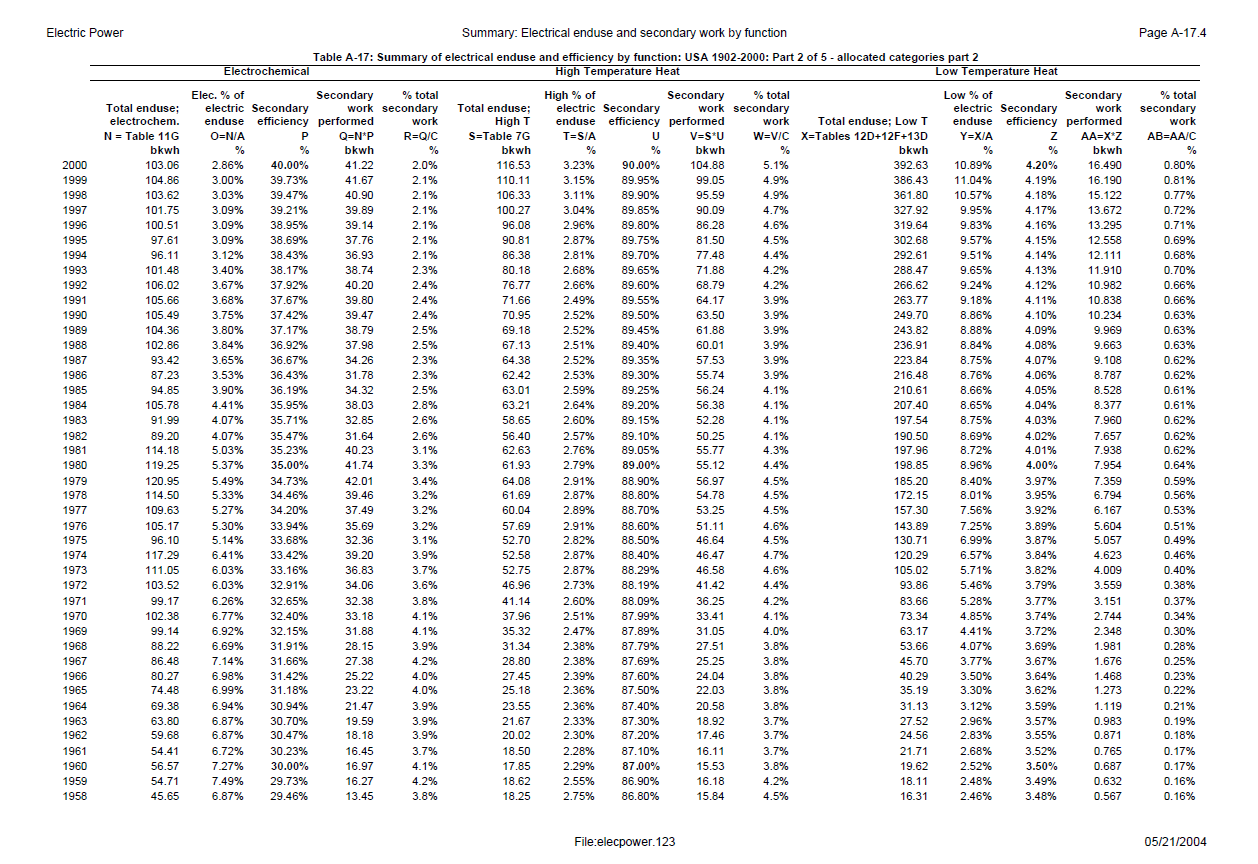 Electric Power Summary: Electrical enduse and secondary work by function Page A-17.4
Table A-17: Summary of electrical enduse and efficiency by function: USA 1902-2000: Part 2 of 5 - allocated categories part 2
Electrochemical High Temperature Heat Low Temperature Heat
Elec. % of Secondary % total High % of Secondary % total Low % of Secondary % total
Total enduse; electric Secondary work secondary Total enduse; electric Secondary work secondary electric Secondary work secondary
electrochem. enduse efficiency performed work High T enduse efficiency performed work Total enduse; Low T enduse efficiency performed work
N = Table 11G O=N/A P Q=N*P R=Q/C S=Table 7G T=S/A U V=S*U W=V/C X=Tables 12D+12F+13D Y=X/A Z AA=X*Z AB=AA/C
bkwh % % bkwh % bkwh % % bkwh % bkwh % % bkwh %
2000 103.06 2.86% 40.00% 41.22 2.0% 116.53 3.23% 90.00% 104.88 5.1% 392.63 10.89% 4.20% 16.490 0.80%
1999 104.86 3.00% 39.73% 41.67 2.1% 110.11 3.15% 89.95% 99.05 4.9% 386.43 11.04% 4.19% 16.190 0.81%
1998 103.62 3.03% 39.47% 40.90 2.1% 106.33 3.11% 89.90% 95.59 4.9% 361.80 10.57% 4.18% 15.122 0.77%
1997 101.75 3.09% 39.21% 39.89 2.1% 100.27 3.04% 89.85% 90.09 4.7% 327.92 9.95% 4.17% 13.672 0.72%
1996 100.51 3.09% 38.95% 39.14 2.1% 96.08 2.96% 89.80% 86.28 4.6% 319.64 9.83% 4.16% 13.295 0.71%
1995 97.61 3.09% 38.69% 37.76 2.1% 90.81 2.87% 89.75% 81.50 4.5% 302.68 9.57% 4.15% 12.558 0.69%
1994 96.11 3.12% 38.43% 36.93 2.1% 86.38 2.81% 89.70% 77.48 4.4% 292.61 9.51% 4.14% 12.111 0.68%
1993 101.48 3.40% 38.17% 38.74 2.3% 80.18 2.68% 89.65% 71.88 4.2% 288.47 9.65% 4.13% 11.910 0.70%
1992 106.02 3.67% 37.92% 40.20 2.4% 76.77 2.66% 89.60% 68.79 4.2% 266.62 9.24% 4.12% 10.982 0.66%
1991 105.66 3.68% 37.67% 39.80 2.4% 71.66 2.49% 89.55% 64.17 3.9% 263.77 9.18% 4.11% 10.838 0.66%
1990 105.49 3.75% 37.42% 39.47 2.4% 70.95 2.52% 89.50% 63.50 3.9% 249.70 8.86% 4.10% 10.234 0.63%
1989 104.36 3.80% 37.17% 38.79 2.5% 69.18 2.52% 89.45% 61.88 3.9% 243.82 8.88% 4.09% 9.969 0.63%
1988 102.86 3.84% 36.92% 37.98 2.5% 67.13 2.51% 89.40% 60.01 3.9% 236.91 8.84% 4.08% 9.663 0.63%
1987 93.42 3.65% 36.67% 34.26 2.3% 64.38 2.52% 89.35% 57.53 3.9% 223.84 8.75% 4.07% 9.108 0.62%
1986 87.23 3.53% 36.43% 31.78 2.3% 62.42 2.53% 89.30% 55.74 3.9% 216.48 8.76% 4.06% 8.787 0.62%
1985 94.85 3.90% 36.19% 34.32 2.5% 63.01 2.59% 89.25% 56.24 4.1% 210.61 8.66% 4.05% 8.528 0.61%
1984 105.78 4.41% 35.95% 38.03 2.8% 63.21 2.64% 89.20% 56.38 4.1% 207.40 8.65% 4.04% 8.377 0.61%
1983 91.99 4.07% 35.71% 32.85 2.6% 58.65 2.60% 89.15% 52.28 4.1% 197.54 8.75% 4.03% 7.960 0.62%
1982 89.20 4.07% 35.47% 31.64 2.6% 56.40 2.57% 89.10% 50.25 4.1% 190.50 8.69% 4.02% 7.657 0.62%
1981 114.18 5.03% 35.23% 40.23 3.1% 62.63 2.76% 89.05% 55.77 4.3% 197.96 8.72% 4.01% 7.938 0.62%
1980 119.25 5.37% 35.00% 41.74 3.3% 61.93 2.79% 89.00% 55.12 4.4% 198.85 8.96% 4.00% 7.954 0.64%
1979 120.95 5.49% 34.73% 42.01 3.4% 64.08 2.91% 88.90% 56.97 4.5% 185.20 8.40% 3.97% 7.359 0.59%
1978 114.50 5.33% 34.46% 39.46 3.2% 61.69 2.87% 88.80% 54.78 4.5% 172.15 8.01% 3.95% 6.794 0.56%
1977 109.63 5.27% 34.20% 37.49 3.2% 60.04 2.89% 88.70% 53.25 4.5% 157.30 7.56% 3.92% 6.167 0.53%
1976 105.17 5.30% 33.94% 35.69 3.2% 57.69 2.91% 88.60% 51.11 4.6% 143.89 7.25% 3.89% 5.604 0.51%
1975 96.10 5.14% 33.68% 32.36 3.1% 52.70 2.82% 88.50% 46.64 4.5% 130.71 6.99% 3.87% 5.057 0.49%
1974 117.29 6.41% 33.42% 39.20 3.9% 52.58 2.87% 88.40% 46.47 4.7% 120.29 6.57% 3.84% 4.623 0.46%
1973 111.05 6.03% 33.16% 36.83 3.7% 52.75 2.87% 88.29% 46.58 4.6% 105.02 5.71% 3.82% 4.009 0.40%
1972 103.52 6.03% 32.91% 34.06 3.6% 46.96 2.73% 88.19% 41.42 4.4% 93.86 5.46% 3.79% 3.559 0.38%
1971 99.17 6.26% 32.65% 32.38 3.8% 41.14 2.60% 88.09% 36.25 4.2% 83.66 5.28% 3.77% 3.151 0.37%
1970 102.38 6.77% 32.40% 33.18 4.1% 37.96 2.51% 87.99% 33.41 4.1% 73.34 4.85% 3.74% 2.744 0.34%
1969 99.14 6.92% 32.15% 31.88 4.1% 35.32 2.47% 87.89% 31.05 4.0% 63.17 4.41% 3.72% 2.348 0.30%
1968 88.22 6.69% 31.91% 28.15 3.9% 31.34 2.38% 87.79% 27.51 3.8% 53.66 4.07% 3.69% 1.981 0.28%
1967 86.48 7.14% 31.66% 27.38 4.2% 28.80 2.38% 87.69% 25.25 3.8% 45.70 3.77% 3.67% 1.676 0.25%
1966 80.27 6.98% 31.42% 25.22 4.0% 27.45 2.39% 87.60% 24.04 3.8% 40.29 3.50% 3.64% 1.468 0.23%
1965 74.48 6.99% 31.18% 23.22 4.0% 25.18 2.36% 87.50% 22.03 3.8% 35.19 3.30% 3.62% 1.273 0.22%
1964 69.38 6.94% 30.94% 21.47 3.9% 23.55 2.36% 87.40% 20.58 3.8% 31.13 3.12% 3.59% 1.119 0.21%
1963 63.80 6.87% 30.70% 19.59 3.9% 21.67 2.33% 87.30% 18.92 3.7% 27.52 2.96% 3.57% 0.983 0.19%
1962 59.68 6.87% 30.47% 18.18 3.9% 20.02 2.30% 87.20% 17.46 3.7% 24.56 2.83% 3.55% 0.871 0.18%
1961 54.41 6.72% 30.23% 16.45 3.7% 18.50 2.28% 87.10% 16.11 3.7% 21.71 2.68% 3.52% 0.765 0.17%
1960 56.57 7.27% 30.00% 16.97 4.1% 17.85 2.29% 87.00% 15.53 3.8% 19.62 2.52% 3.50% 0.687 0.17%
1959 54.71 7.49% 29.73% 16.27 4.2% 18.62 2.55% 86.90% 16.18 4.2% 18.11 2.48% 3.49% 0.632 0.16%
1958 45.65 6.87% 29.46% 13.45 3.8% 18.25 2.75% 86.80% 15.84 4.5% 16.31 2.46% 3.48% 0.567 0.16%
File:elecpower.123 05/21/2004